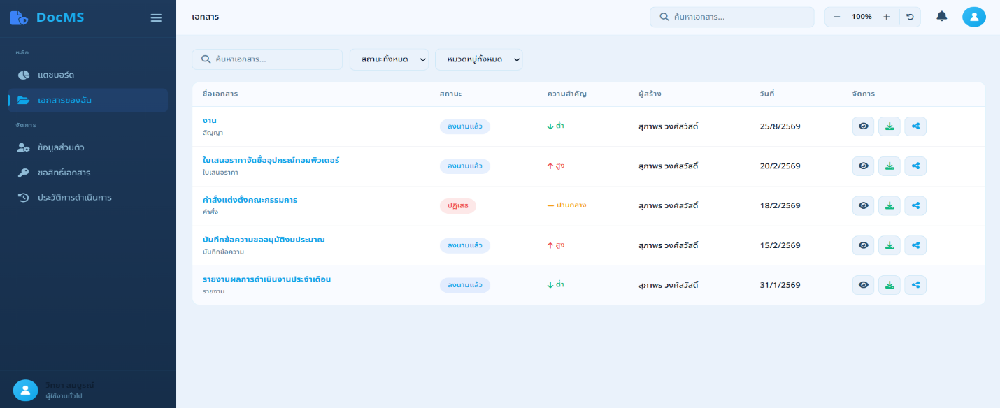 DocMS
เอกสาร
ค้นหาเอกสาร...
100%
หลัก
แดชบอร์ด
เอกสารของฉัน
จัดการ
ข้อมูลส่วนตัว
ขอสิทธิ์เอกสาร
ประวัติการดำเนินการ
ค้นหาเอกสาร... สถานะทั้งหมด หมวดหมู่ทั้งหมด
ชื่อเอกสาร สถานะ ความสำคัญ ผู้สร้าง วันที่ จัดการ
งาน
สัญญา
ลงนามแล้ว ต่ำ สุภาพร วงศ์สวัสดิ์ 25/8/2569
ใบเสนอราคาจัดซื้ออุปกรณ์คอมพิวเตอร์
ใบเสนอราคา
ลงนามแล้ว สูง สุภาพร วงศ์สวัสดิ์ 20/2/2569
คำสั่งแต่งตั้งคณะกรรมการ
คำสั่ง
ปฏิเสธ ปานกลาง สุภาพร วงศ์สวัสดิ์ 18/2/2569
บันทึกข้อความขออนุมัติงบประมาณ
บันทึกข้อความ
ลงนามแล้ว สูง สุภาพร วงศ์สวัสดิ์ 15/2/2569
รายงานผลการดำเนินงานประจำเดือน
รายงาน
ลงนามแล้ว ต่ำ สุภาพร วงศ์สวัสดิ์ 31/1/2569
วิทยา สมบูรณ์
ผู้ใช้งานทั่วไป